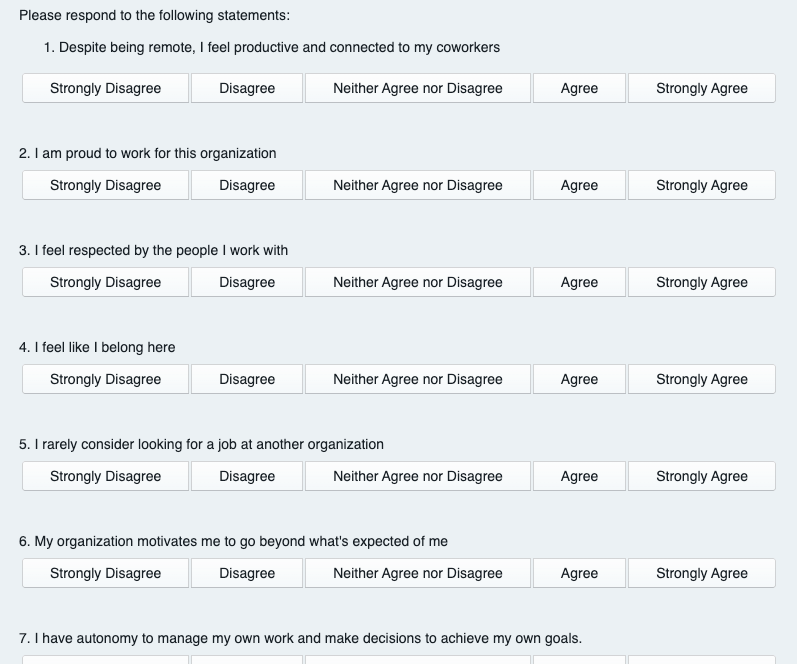 Please respond to the following statements:
1. Despite being remote, I feel productive and connected to my coworkers
Strongly Disagree Disagree Neither Agree nor Disagree Agree Strongly Agree
2. I am proud to work for this organization
Strongly Disagree Disagree Neither Agree nor Disagree Agree Strongly Agree
3. I feel respected by the people I work with
Strongly Disagree Disagree Neither Agree nor Disagree Agree Strongly Agree
4. I feel like I belong here
Strongly Disagree Disagree Neither Agree nor Disagree Agree Strongly Agree
5. I rarely consider looking for a job at another organization
Strongly Disagree Disagree Neither Agree nor Disagree Agree Strongly Agree
6. My organization motivates me to go beyond what's expected of me
Strongly Disagree Disagree Neither Agree nor Disagree Agree Strongly Agree
7. I have autonomy to manage my own work and make decisions to achieve my own goals.